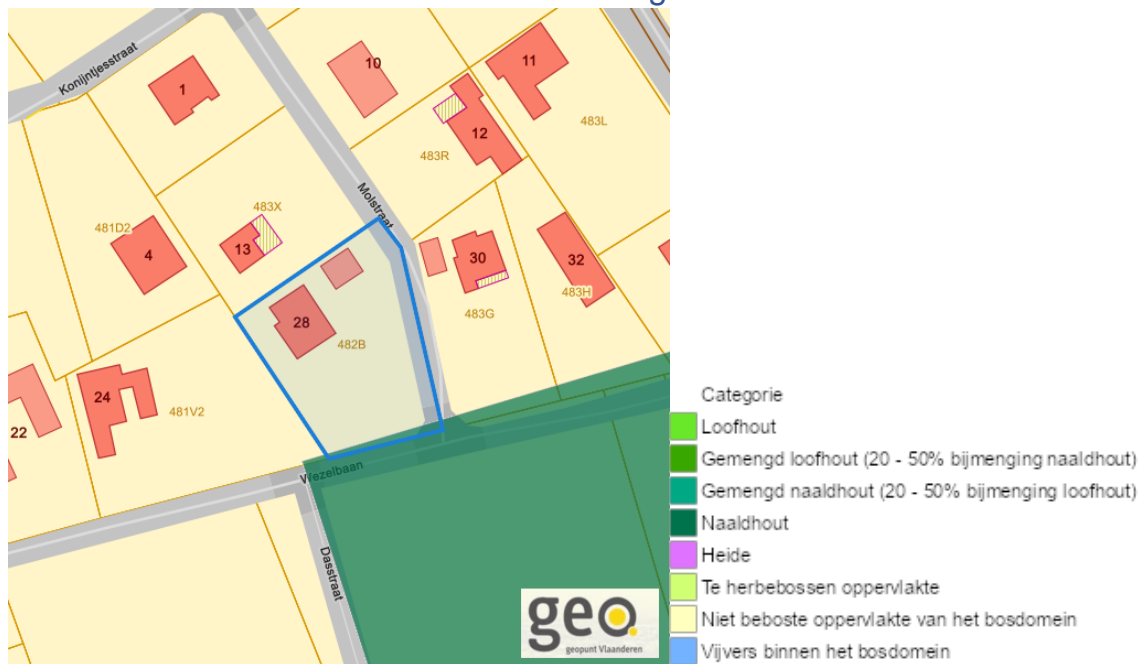 Konijntjesstraat
1
10
11
12
483L
483R
Molstraat
483X
481D2
4
13
30
32
483G
483H
28
482B
24
22
481V2
Wezelbaan
Dasstraat
geo.
geopunt Vlaanderen
Categorie
Loofhout
Gemengd loofhout (20 - 50% bijmenging naaldhout)
Gemengd naaldhout (20 - 50% bijmenging loofhout)
Naaldhout
Heide
Te herbebossen oppervlakte
Niet beboste oppervlakte van het bosdomein
Vijvers binnen het bosdomein